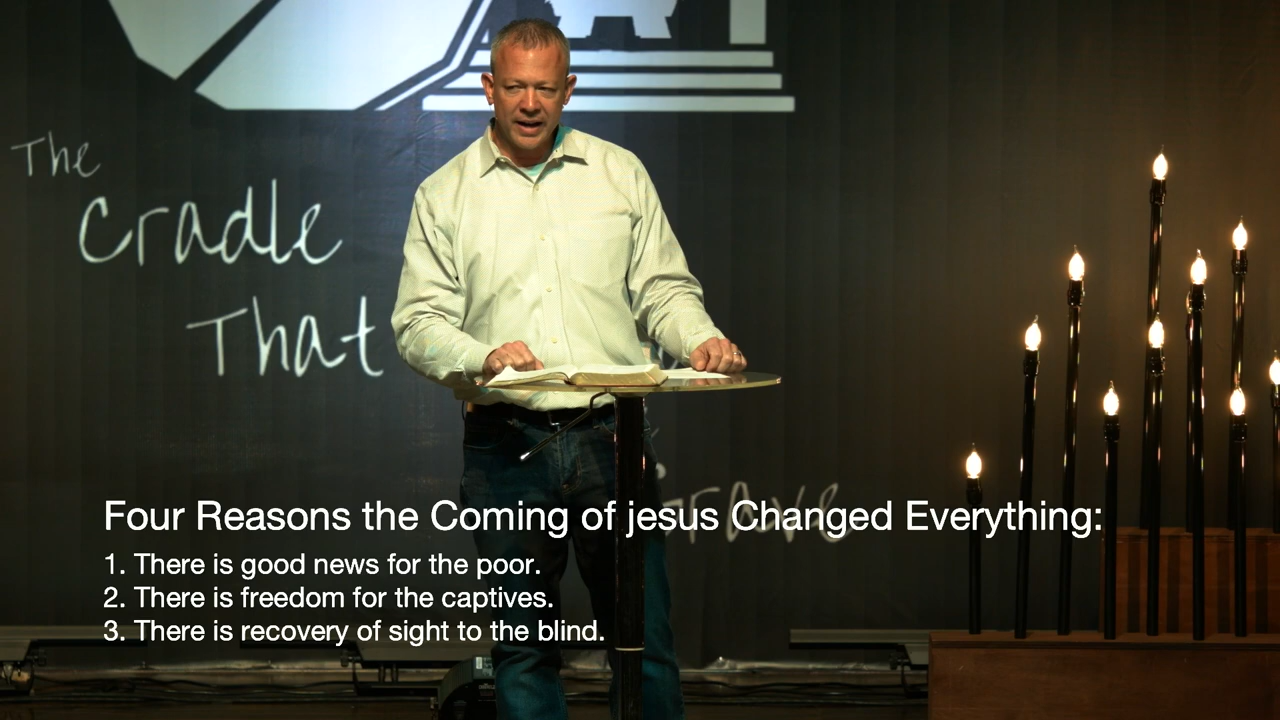 The
Cradle
That
Grave
Four Reasons the Coming of jesus Changed Everything:
1. There is good news for the poor.
2. There is freedom for the captives.
3. There is recovery of sight to the blind.